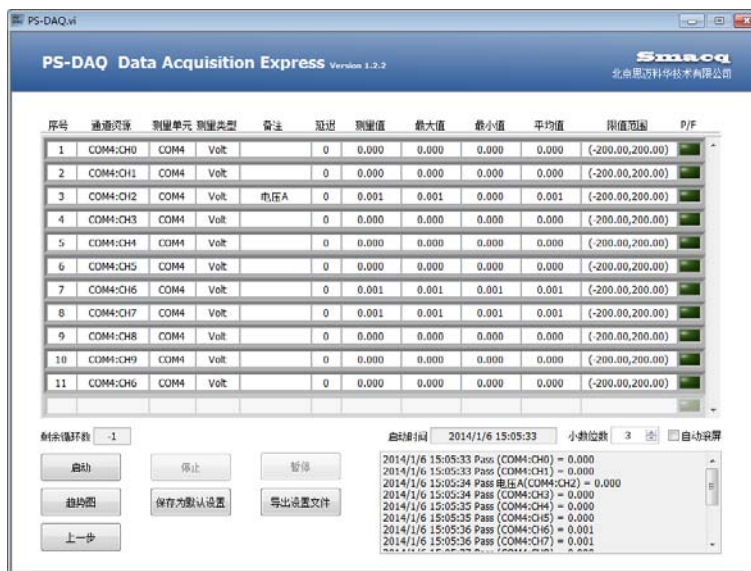 PS-DAQ.vi
PS-DAQ Data Acquisition Express Version 1.2.2
Smacq
北京思迈科华技术有限公司
序号 通道资源 测量单元 测量类型 备注 延迟 测量值 最大值 最小值 平均值 限值范围 P/F
1 COM4:CH0 COM4 Volt 0 0.000 0.000 0.000 0.000 (-200.00,200.00)
2 COM4:CH1 COM4 Volt 0 0.000 0.000 0.000 0.000 (-200.00,200.00)
3 COM4:CH2 COM4 Volt 电压A 0 0.001 0.001 0.000 0.001 (-200.00,200.00)
4 COM4:CH3 COM4 Volt 0 0.000 0.000 0.000 0.000 (-200.00,200.00)
5 COM4:CH4 COM4 Volt 0 0.000 0.000 0.000 0.000 (-200.00,200.00)
6 COM4:CH5 COM4 Volt 0 0.000 0.000 0.000 0.000 (-200.00,200.00)
7 COM4:CH6 COM4 Volt 0 0.001 0.001 0.001 0.001 (-200.00,200.00)
8 COM4:CH7 COM4 Volt 0 0.001 0.001 0.001 0.001 (-200.00,200.00)
9 COM4:CH8 COM4 Volt 0 0.000 0.000 0.000 0.000 (-200.00,200.00)
10 COM4:CH9 COM4 Volt 0 0.000 0.000 0.000 0.000 (-200.00,200.00)
11 COM4:CH6 COM4 Volt 0 0.000 0.000 0.000 0.000 (-200.00,200.00)
剩余循环数 -1 启动时间 2014/1/6 15:05:33 小数位数 3 自动滚屏
启动 停止 暂停
趋势图 保存为默认设置 导出设置文件
上一步
2014/1/6 15:05:33 Pass (COM4:CH0) = 0.000
2014/1/6 15:05:33 Pass (COM4:CH1) = 0.000
2014/1/6 15:05:34 Pass 电压A(COM4:CH2) = 0.000
2014/1/6 15:05:34 Pass (COM4:CH3) = 0.000
2014/1/6 15:05:35 Pass (COM4:CH4) = 0.000
2014/1/6 15:05:35 Pass (COM4:CH5) = 0.000
2014/1/6 15:05:36 Pass (COM4:CH6) = 0.001
2014/1/6 15:05:36 Pass (COM4:CH7) = 0.001